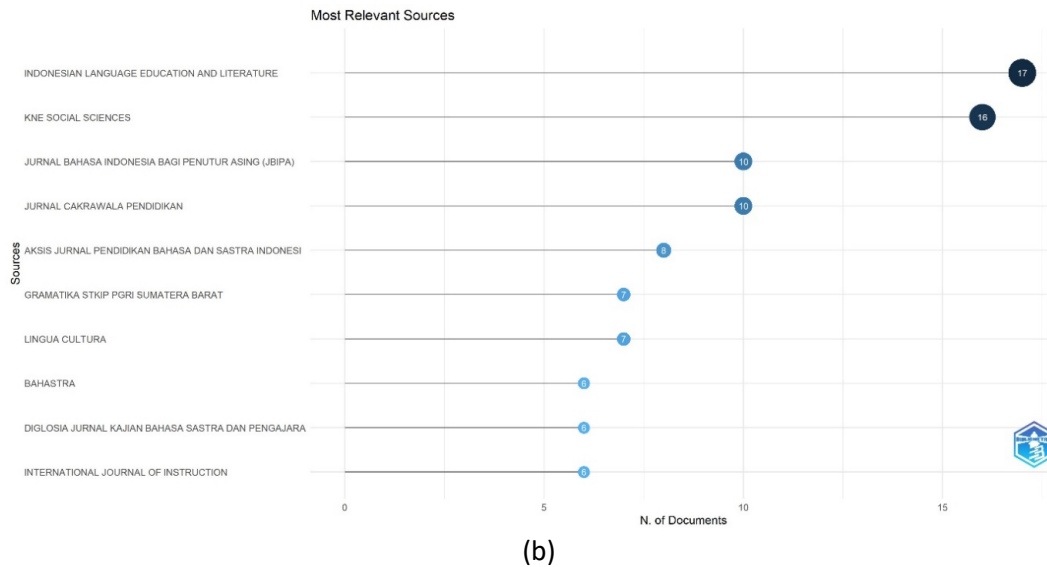 Most Relevant Sources
INDONESIAN LANGUAGE EDUCATION AND LITERATURE
17
KNE SOCIAL SCIENCES
16
JURNAL BAHASA INDONESIA BAGI PENUTUR ASING (JBIPA)
10
JURNAL CAKRAWALA PENDIDIKAN
10
AKSIS JURNAL PENDIDIKAN BAHASA DAN SASTRA INDONESI
8
Sources
GRAMATIKA STKIP PGRI SUMATERA BARAT
7
LINGUA CULTURA
7
BAHASTRA
6
DIGLOSIA JURNAL KAJIAN BAHASA SASTRA DAN PENGAJARA
6
INTERNATIONAL JOURNAL OF INSTRUCTION
6
0 5 10 15
N. of Documents
(b)